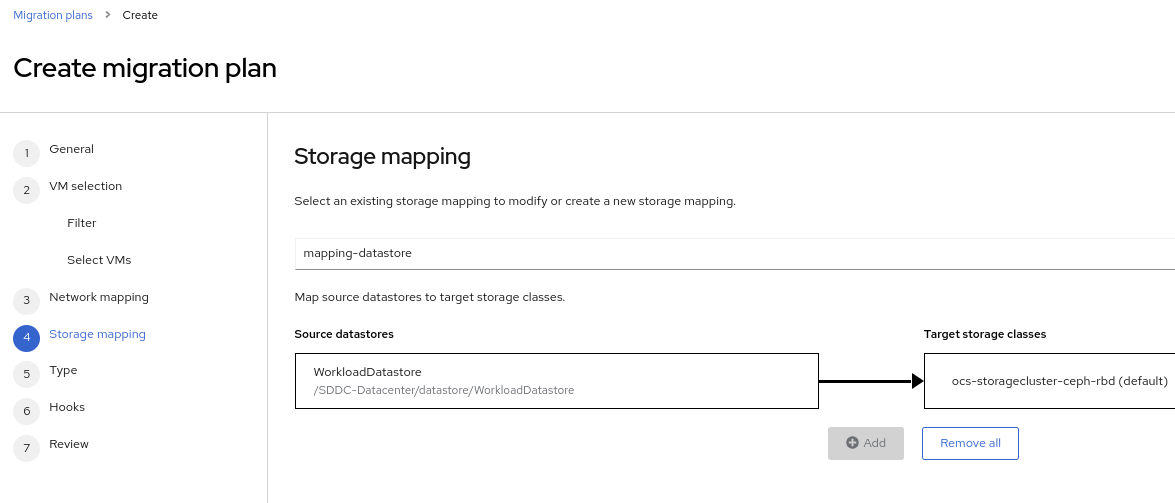 Migration plans > Create
Create migration plan
1 General
2 VM selection
Filter
Select VMs
3 Network mapping
4 Storage mapping
5 Type
6 Hooks
7 Review
Storage mapping
Select an existing storage mapping to modify or create a new storage mapping.
mapping-datastore
Map source datastores to target storage classes.
Source datastores
Target storage classes
WorkloadDatastore
/SDDC-Datacenter/datastore/WorkloadDatastore
ocs-storagecluster-ceph-rbd (default)
Add
Remove all